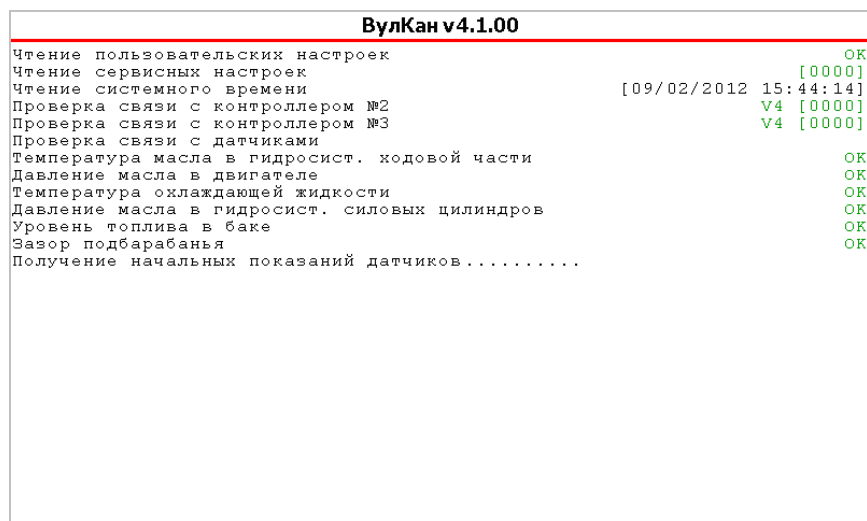 ВулКан v4.1.00
Чтение пользовательских настроек OK
Чтение сервисных настроек [0000]
Чтение системного времени [09/02/2012 15:44:14]
Проверка связи с контроллером №2 V4 [0000]
Проверка связи с контроллером №3 V4 [0000]
Проверка связи с датчиками
Температура масла в гидросист. ходовой части OK
Давление масла в двигателе OK
Температура охлаждающей жидкости OK
Давление масла в гидросист. силовых цилиндров OK
Уровень топлива в баке OK
Зазор подбарабанья OK
Получение начальных показаний датчиков..........